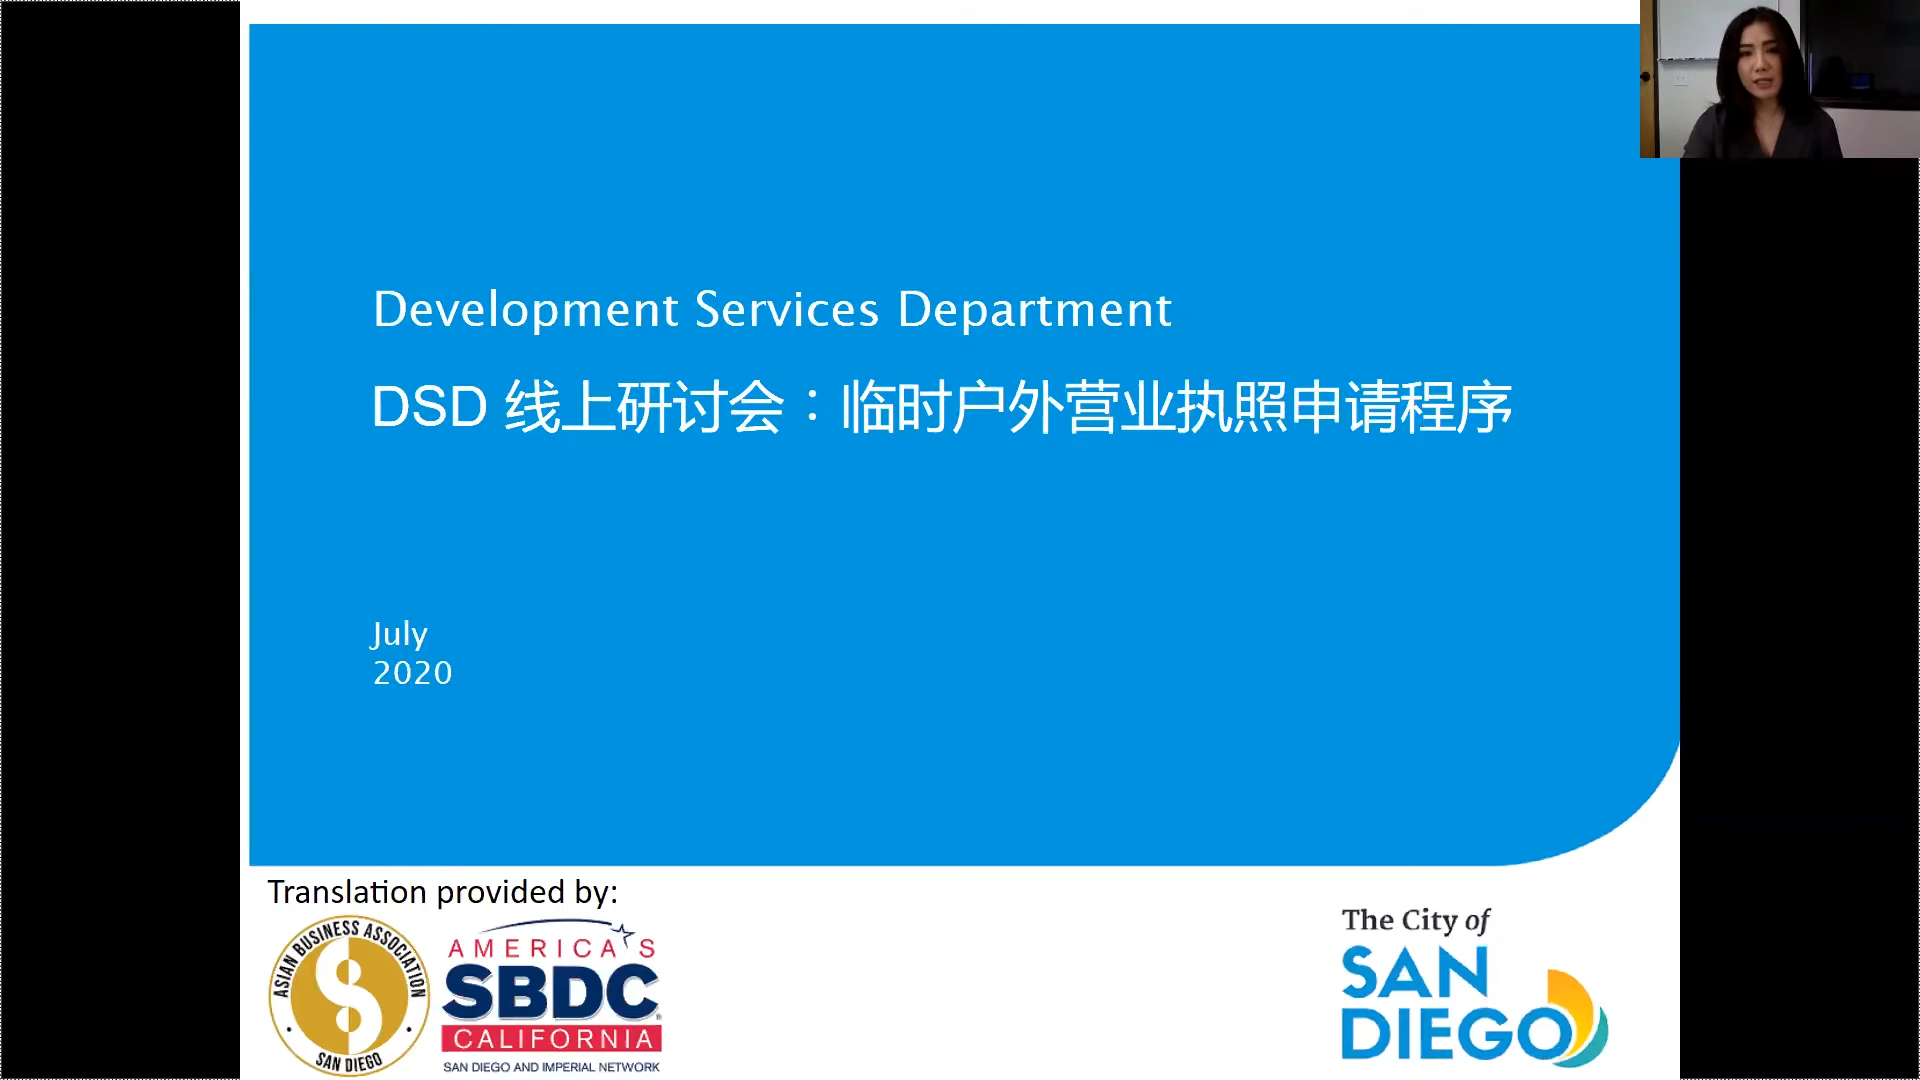 Development Services Department
DSD 线上研讨会：临时户外营业执照申请程序
July
2020
Translation provided by:
ASIAN BUSINESS ASSOCIATION
SAN DIEGO
AMERICA'S
SBDC
CALIFORNIA
SAN DIEGO AND IMPERIAL NETWORK
The City of
SAN
DIEGO